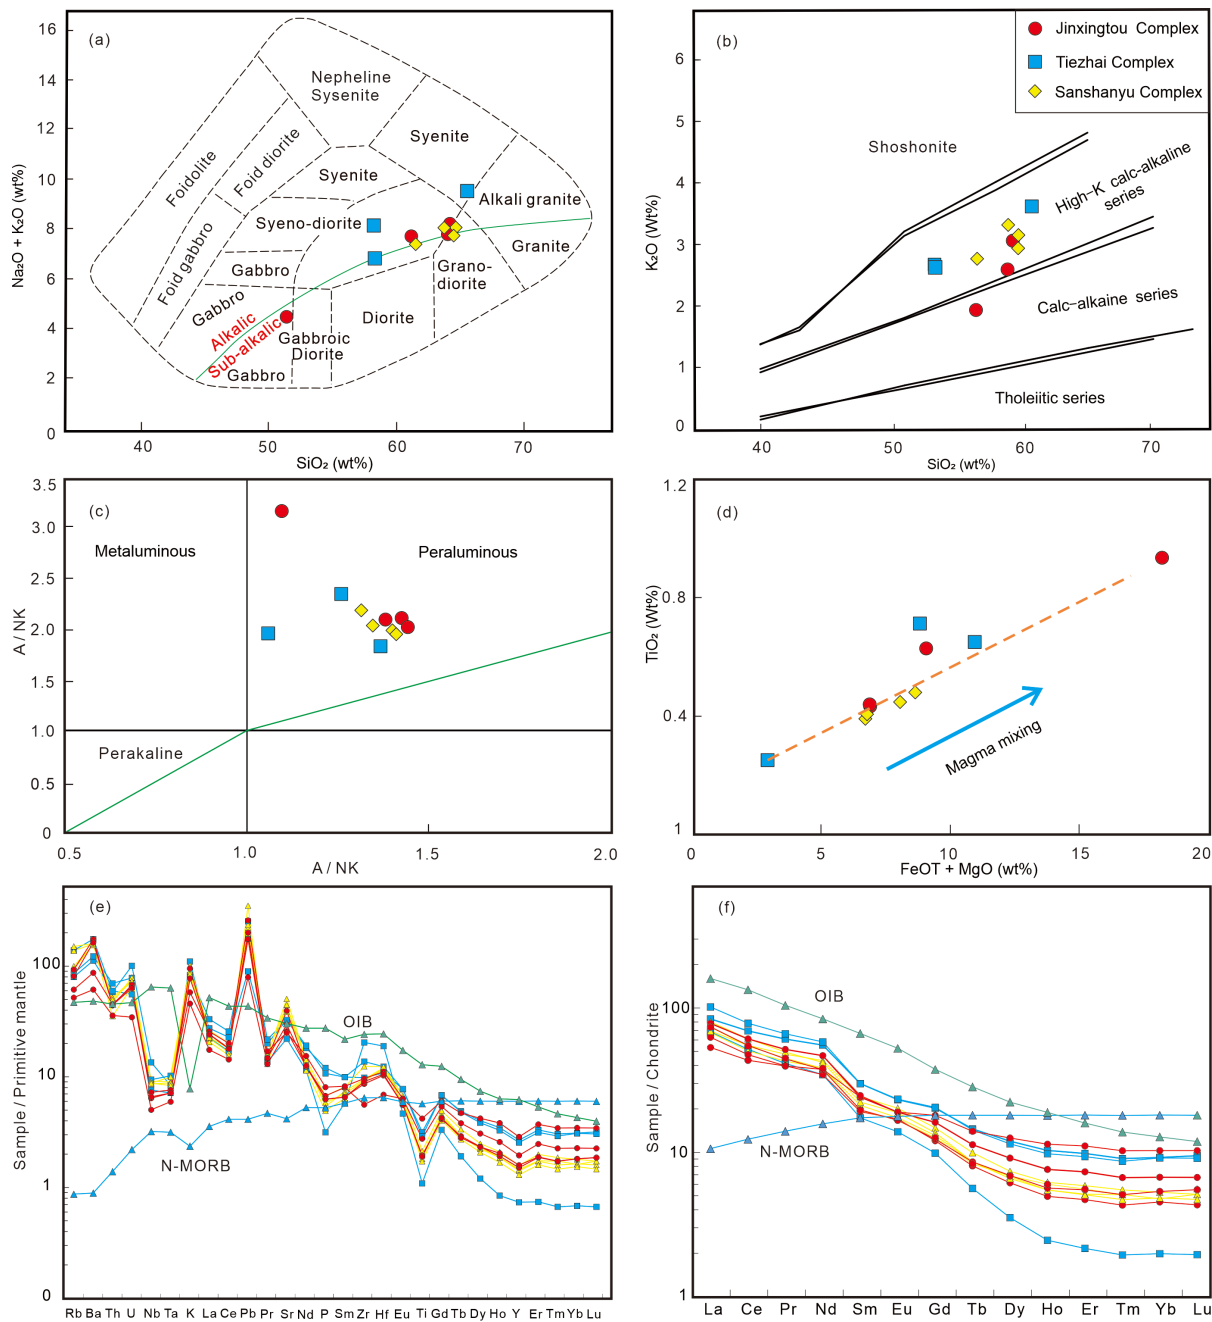 (a)
16
14
12
10
8
6
4
2
0
Na₂O + K₂O (wt%)
Nepheline
Sysenite
Syenite
Foidolite
Foid diorite
Syenite
Alkali granite
Syeno-diorite
Foid gabbro
Granite
Gabbro
Grano-
diorite
Gabbro
Diorite
Alkalic
Sub-alkalic
Gabbroic
Diorite
Gabbro
40
50
60
70
SiO₂ (wt%)
(b)
Jinxingtou Complex
Tiezhai Complex
Sanshanyu Complex
6
5
4
3
2
1
0
K₂O (Wt%)
Shoshonite
High-K calc-alkaline
series
Calc-alkaine series
Tholeiitic series
40
50
60
70
SiO₂ (wt%)
(c)
3.5
3.0
2.5
2.0
1.5
1.0
0.5
0
A / NK
Metaluminous
Peraluminous
Perakaline
0.5
1.0
1.5
2.0
A / NK
(d)
1.2
0.8
0.4
1
TiO₂ (Wt%)
Magma mixing
0
5
10
15
20
FeOT + MgO (wt%)
(e)
100
10
1
0
Sample / Primitive mantle
OIB
N-MORB
Rb Ba Th U Nb Ta K La Ce Pb Pr Sr Nd P Sm Zr Hf Eu Ti Gd Tb Dy Ho Y Er Tm Yb Lu
(f)
100
10
1
Sample / Chondrite
OIB
N-MORB
La Ce Pr Nd Sm Eu Gd Tb Dy Ho Er Tm Yb Lu